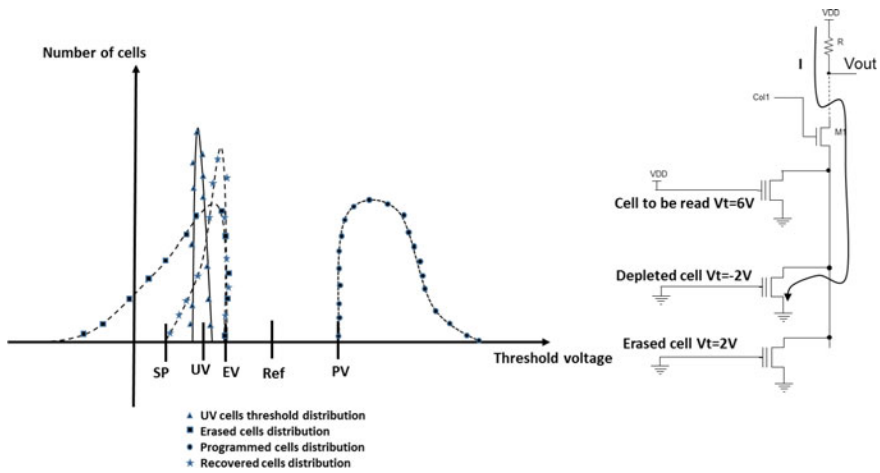 Number of cells
SP
UV
EV
Ref
PV
Threshold voltage
UV cells threshold distribution
Erased cells distribution
Programmed cells distribution
Recovered cells distribution
VDD
R
I
Vout
Col1
M1
VDD
Cell to be read Vt=6V
Depleted cell Vt=-2V
Erased cell Vt=2V